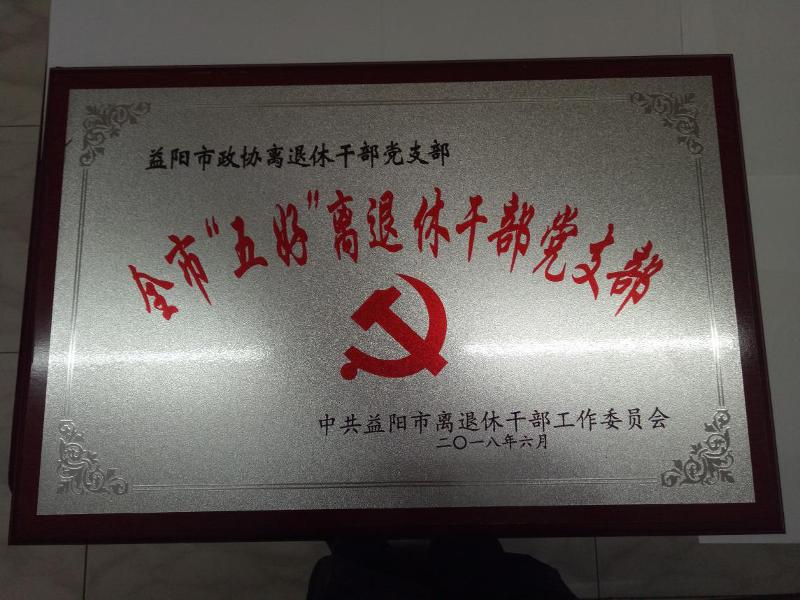 益阳市政协离退休干部党支部
全市“五好”离退休干部党支部
中共益阳市离退休干部工作委员会
二〇一八年六月